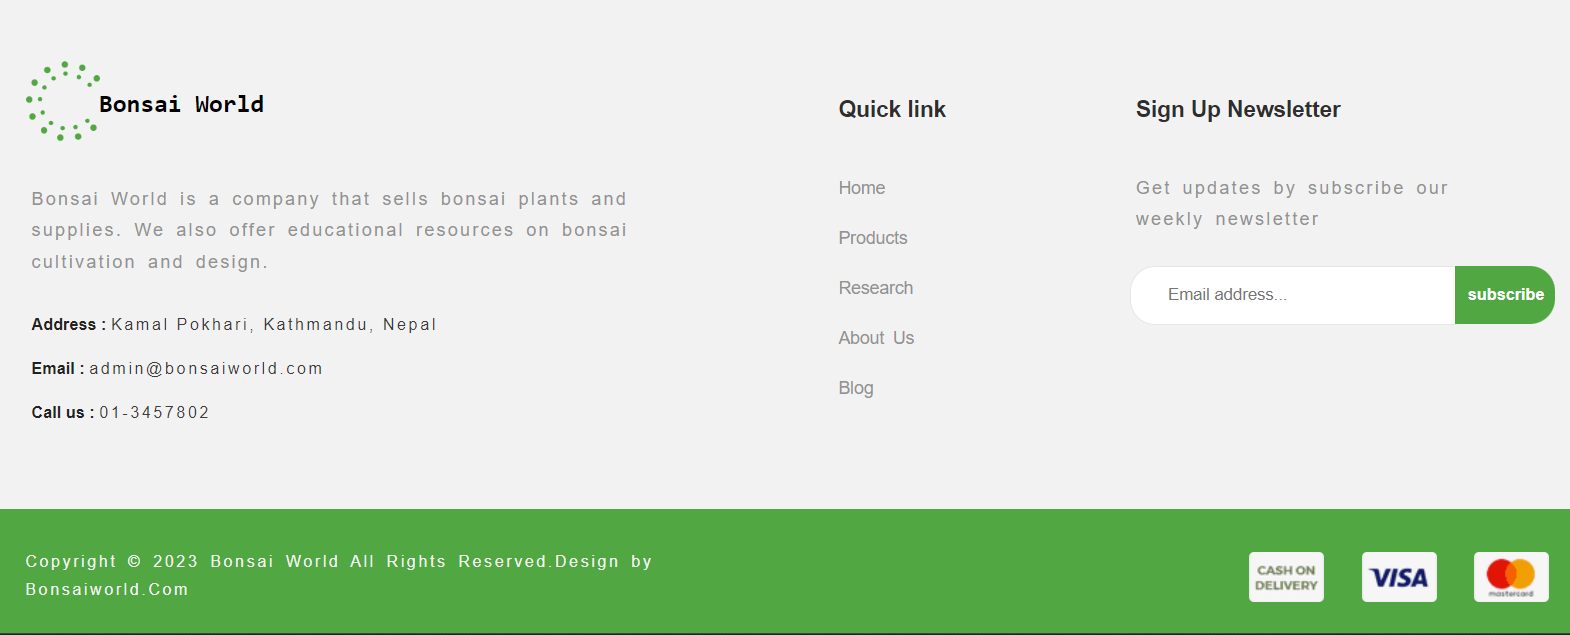 Bonsai World
Bonsai World is a company that sells bonsai plants and
supplies. We also offer educational resources on bonsai
cultivation and design.
Address : Kamal Pokhari, Kathmandu, Nepal
Email : admin@bonsaiworld.com
Call us : 01-3457802
Quick link
Home
Products
Research
About Us
Blog
Sign Up Newsletter
Get updates by subscribe our
weekly newsletter
Email address...
subscribe
Copyright © 2023 Bonsai World All Rights Reserved.Design by
Bonsaiworld.Com
CASH ON
DELIVERY
VISA
mastercard